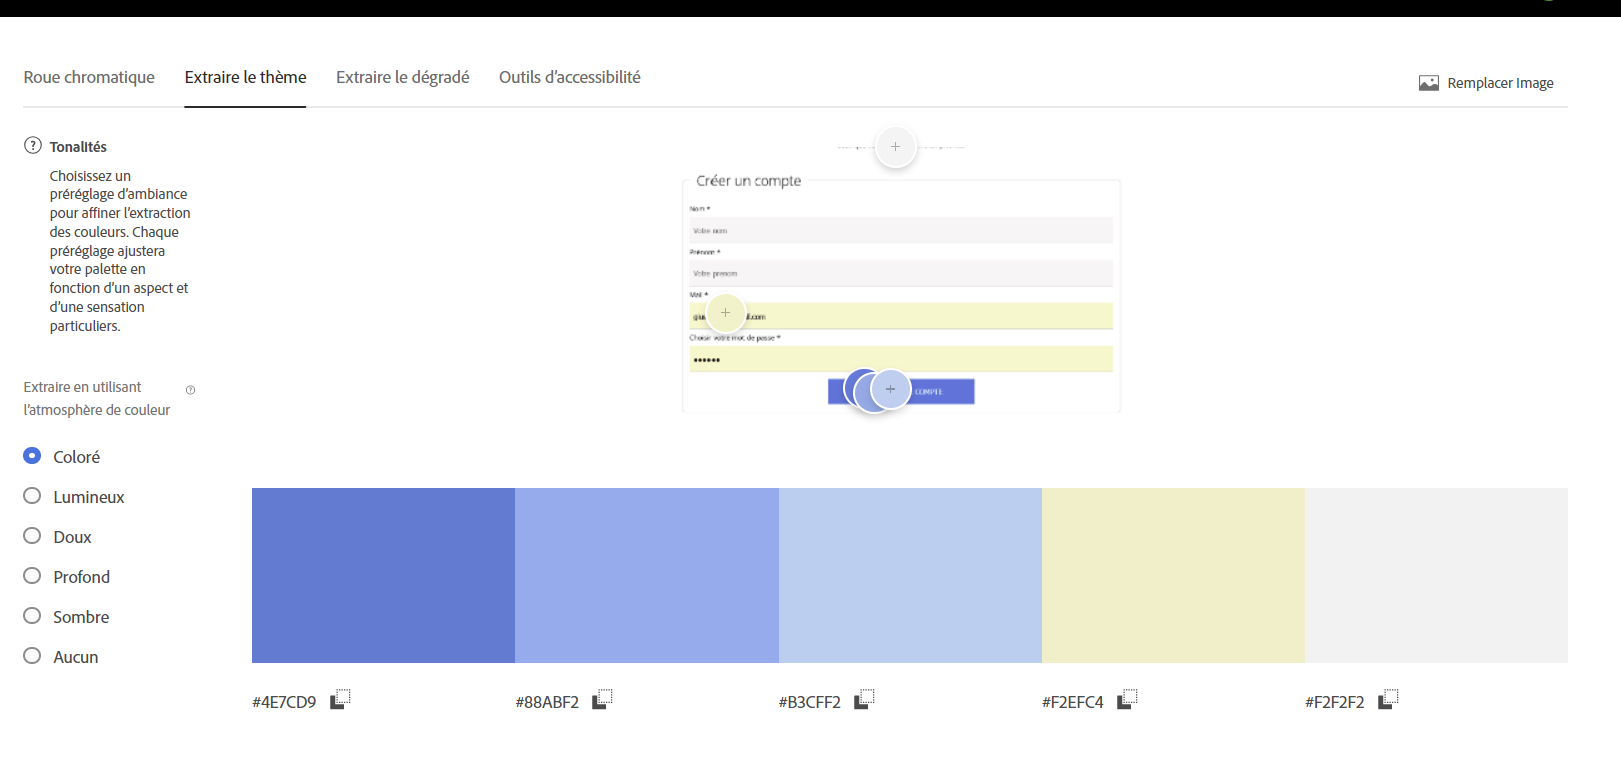 Roue chromatique
Extraire le thème
Extraire le dégradé
Outils d'accessibilité
Remplacer Image
? Tonalités
Choisissez un
préréglage d'ambiance
pour affiner l'extraction
des couleurs. Chaque
préréglage ajustera
votre palette en
fonction d'un aspect et
d'une sensation
particuliers.
Extraire en utilisant
l'atmosphère de couleur
Coloré
Lumineux
Doux
Profond
Sombre
Aucun
Créer un compte
Nom *
Votre nom
Prénom *
Votre prenom
Mail *
Choisir votre mot de passe *
COMPTE
#4E7CD9
#88ABF2
#B3CFF2
#F2EFC4
#F2F2F2